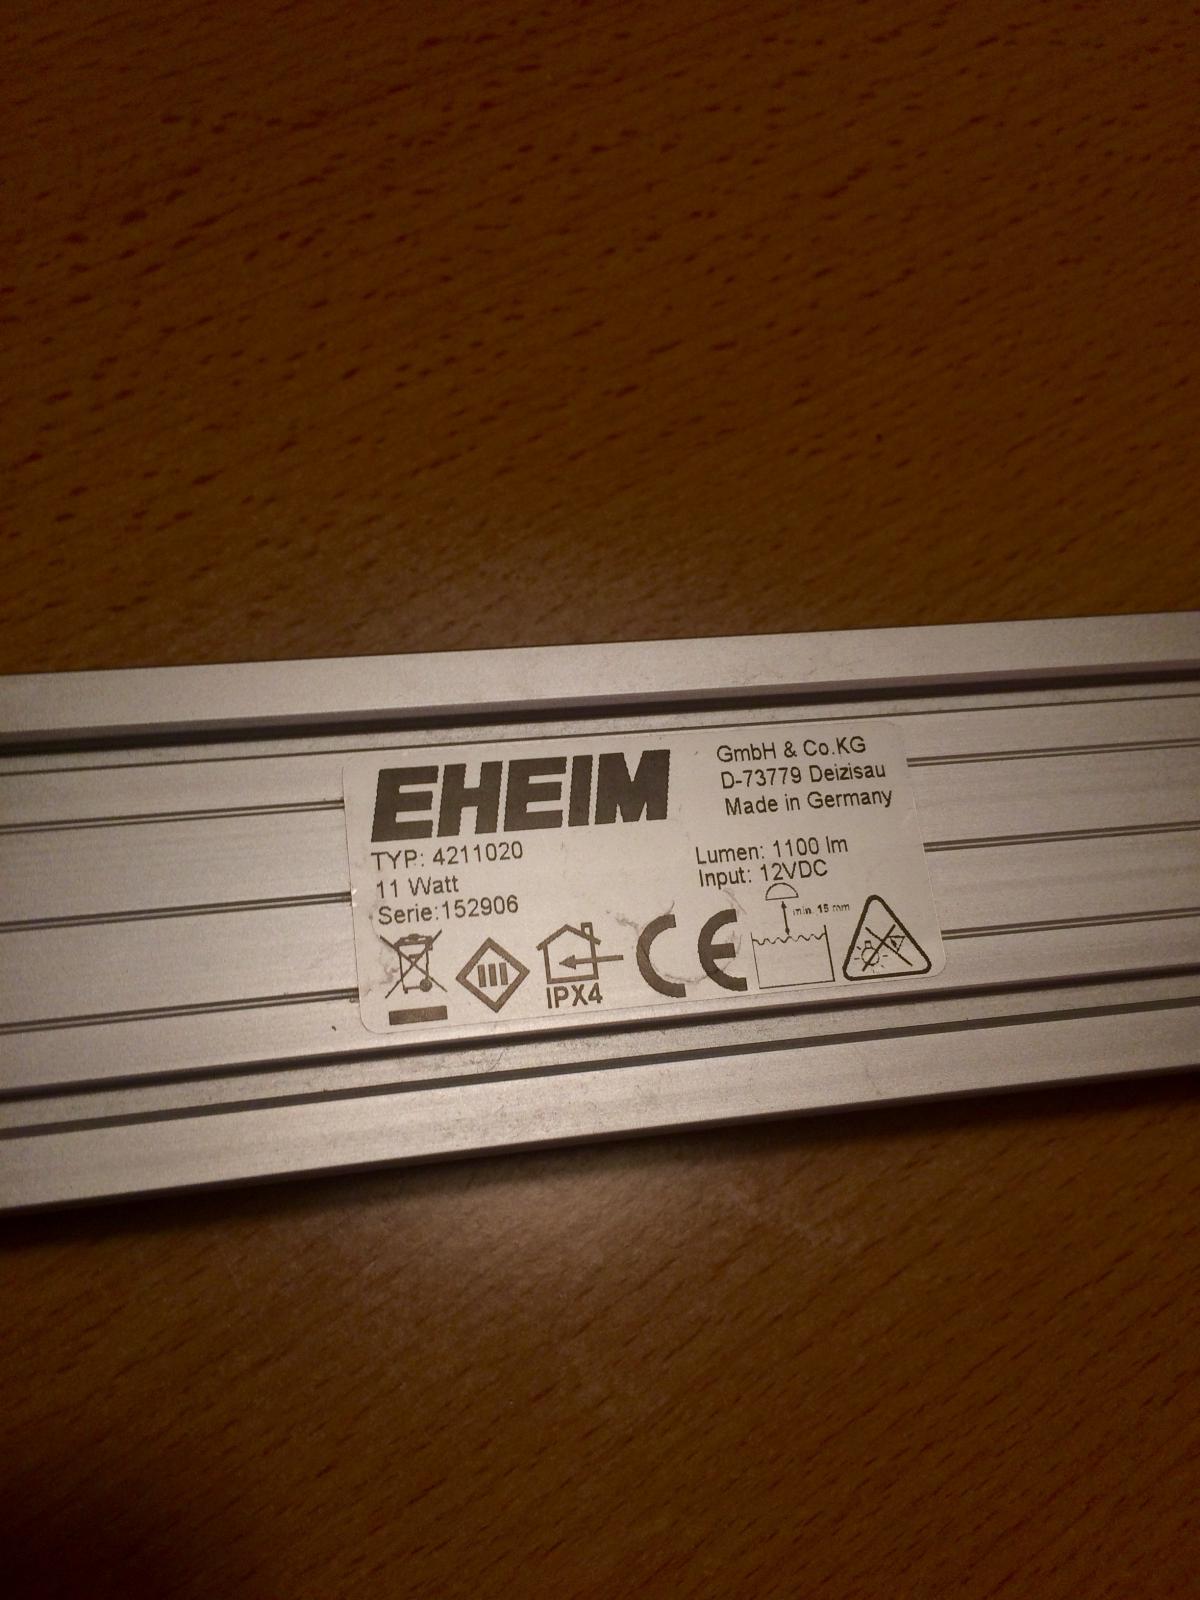 EHEIM
GmbH & Co.KG
D-73779 Deizisau
Made in Germany
TYP: 4211020
11 Watt
Serie:152906
Lumen: 1100 lm
Input: 12VDC
min. 15 mm
III
IPX4
CE